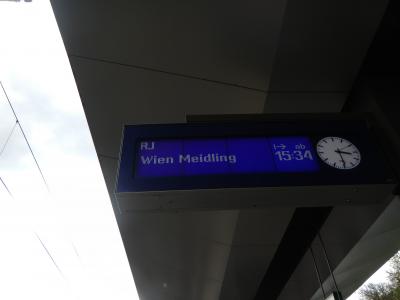 RJ |→ ab
Wien Meidling 15:34